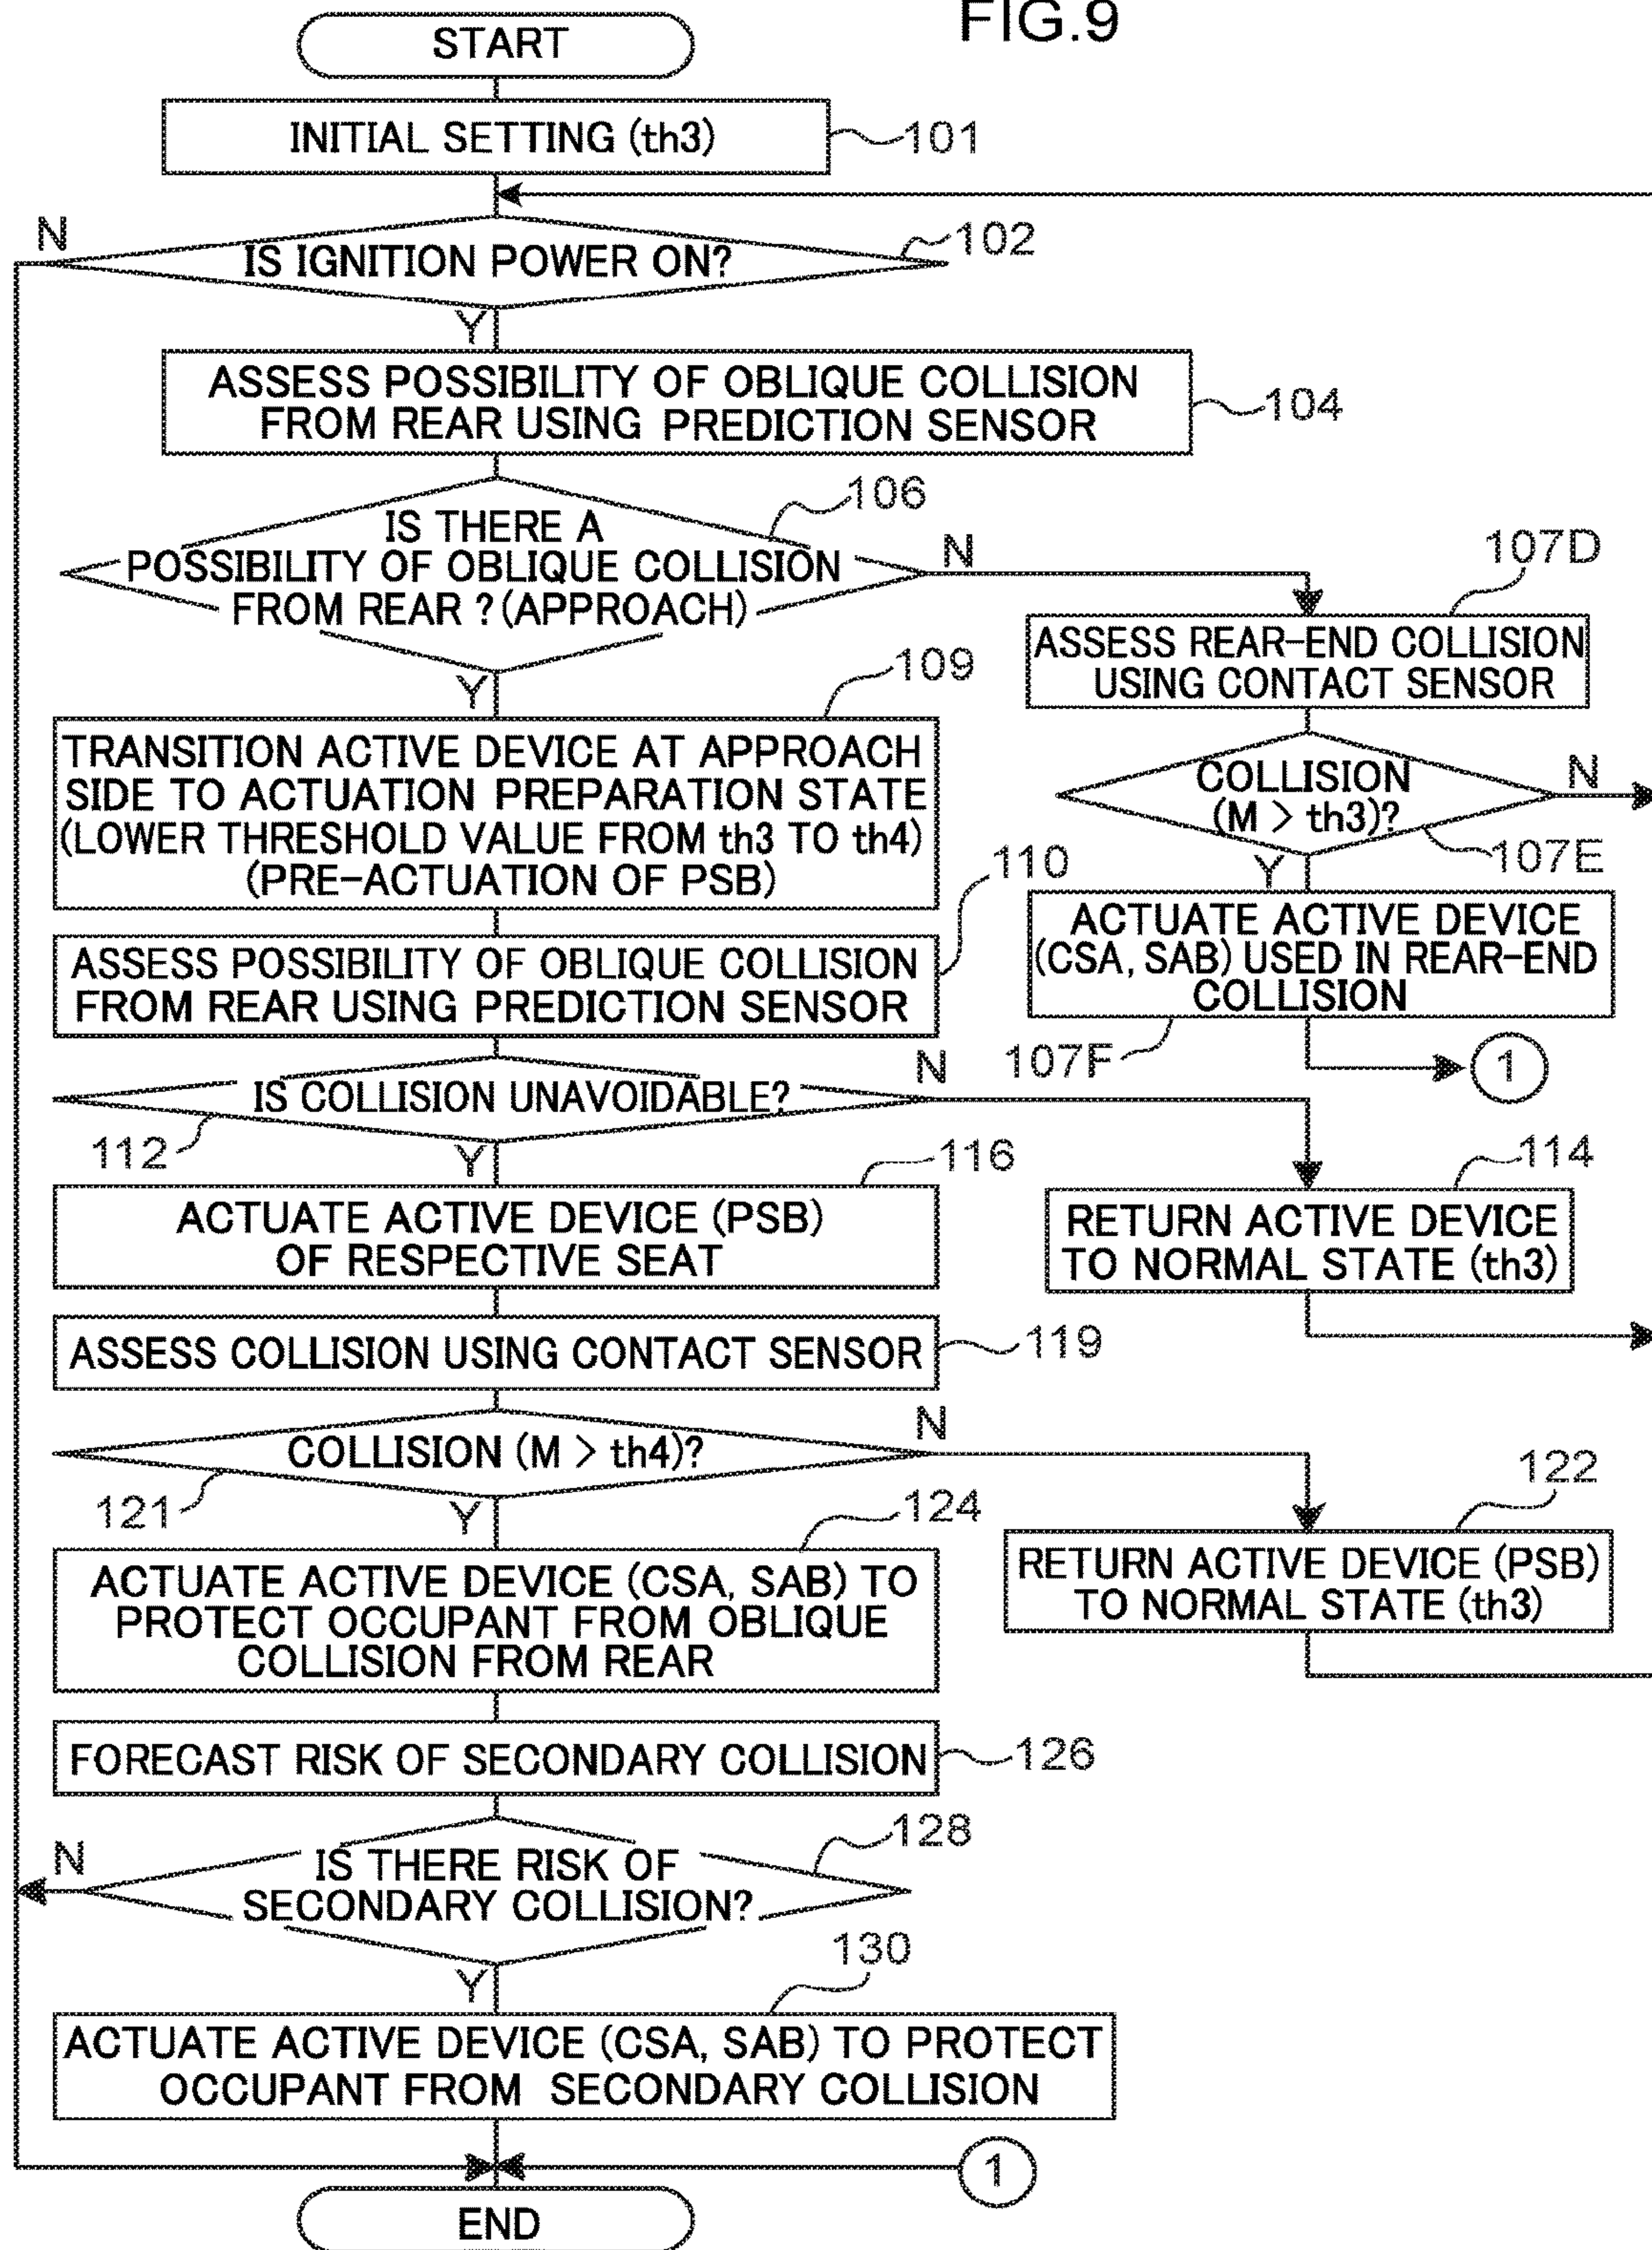 FIG.9
START
INITIAL SETTING (th3)
101
N
IS IGNITION POWER ON?
102
Y
ASSESS POSSIBILITY OF OBLIQUE COLLISION
FROM REAR USING PREDICTION SENSOR
104
106
IS THERE A
POSSIBILITY OF OBLIQUE COLLISION
FROM REAR ? (APPROACH)
N
Y
107D
ASSESS REAR-END COLLISION
USING CONTACT SENSOR
COLLISION
(M > th3)?
N
107E
Y
ACTUATE ACTIVE DEVICE
(CSA, SAB) USED IN REAR-END
COLLISION
107F
1
109
TRANSITION ACTIVE DEVICE AT APPROACH
SIDE TO ACTUATION PREPARATION STATE
(LOWER THRESHOLD VALUE FROM th3 TO th4)
(PRE-ACTUATION OF PSB)
110
ASSESS POSSIBILITY OF OBLIQUE COLLISION
FROM REAR USING PREDICTION SENSOR
IS COLLISION UNAVOIDABLE?
N
112
Y
114
RETURN ACTIVE DEVICE
TO NORMAL STATE (th3)
116
ACTUATE ACTIVE DEVICE (PSB)
OF RESPECTIVE SEAT
ASSESS COLLISION USING CONTACT SENSOR
119
COLLISION (M > th4)?
N
121
Y
122
RETURN ACTIVE DEVICE (PSB)
TO NORMAL STATE (th3)
124
ACTUATE ACTIVE DEVICE (CSA, SAB) TO
PROTECT OCCUPANT FROM OBLIQUE
COLLISION FROM REAR
FORECAST RISK OF SECONDARY COLLISION
126
128
N
IS THERE RISK OF
SECONDARY COLLISION?
Y
130
ACTUATE ACTIVE DEVICE (CSA, SAB) TO PROTECT
OCCUPANT FROM SECONDARY COLLISION
1
END